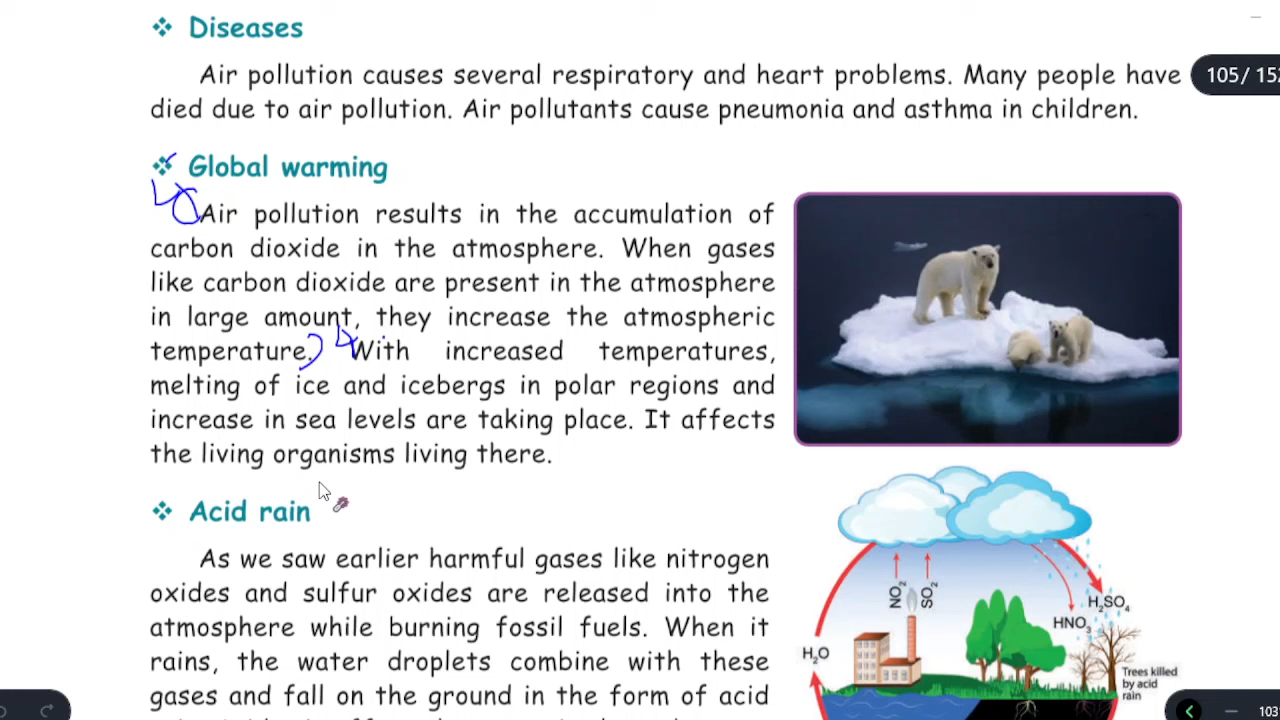 ❖ Diseases
Air pollution causes several respiratory and heart problems. Many people have
105/ 152
died due to air pollution. Air pollutants cause pneumonia and asthma in children.
❖ Global warming
Air pollution results in the accumulation of
carbon dioxide in the atmosphere. When gases
like carbon dioxide are present in the atmosphere
in large amount, they increase the atmospheric
temperature. With increased temperatures,
melting of ice and icebergs in polar regions and
increase in sea levels are taking place. It affects
the living organisms living there.
❖ Acid rain
As we saw earlier harmful gases like nitrogen
oxides and sulfur oxides are released into the
atmosphere while burning fossil fuels. When it
rains, the water droplets combine with these
gases and fall on the ground in the form of acid
NO₂
SO₂
H₂SO₄
HNO₃
H₂O
Trees killed
by acid
rain
103